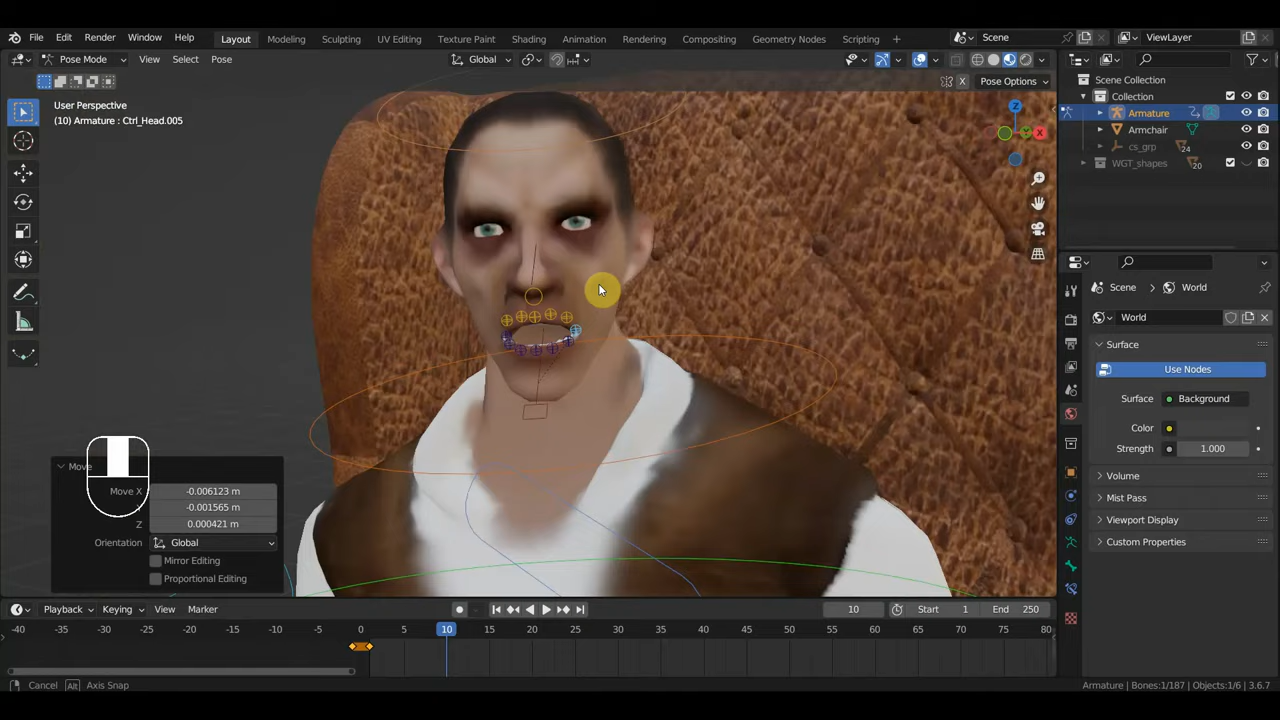 File Edit Render Window Help Layout Modeling Sculpting UV Editing Texture Paint Shading Animation Rendering Compositing Geometry Nodes Scripting + Scene ViewLayer
Pose Mode View Select Pose Global
X Pose Options
User Perspective
(10) Armature : Ctrl_Head.005
Z
Y
X
Scene Collection
Collection
Armature
Armchair
cs_grp 24
WGT_shapes 20
Scene World
World
Surface
Use Nodes
Surface Background
Color
Strength 1.000
Volume
Mist Pass
Viewport Display
Custom Properties
Move
Move X -0.006123 m
-0.001565 m
Z 0.000421 m
Orientation Global
Mirror Editing
Proportional Editing
Playback Keying View Marker 10 Start 1 End 250
-40 -35 -30 -25 -20 -15 -10 -5 0 5 10 15 20 25 30 35 40 45 50 55 60 65 70 75 80
Cancel Alt Axis Snap Armature | Bones:1/187 | Objects:1/6 | 3.6.7